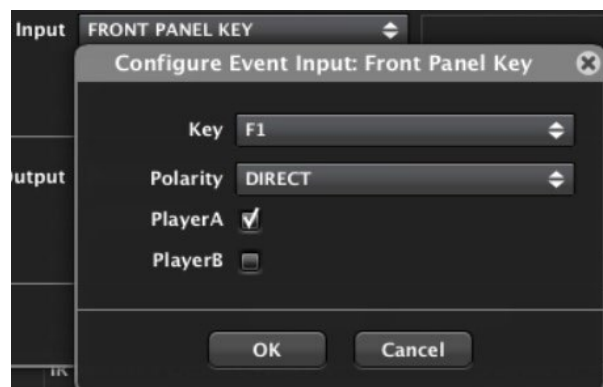 Input FRONT PANEL KEY
Configure Event Input: Front Panel Key
Key F1
utput Polarity DIRECT
PlayerA
PlayerB
OK Cancel
IR